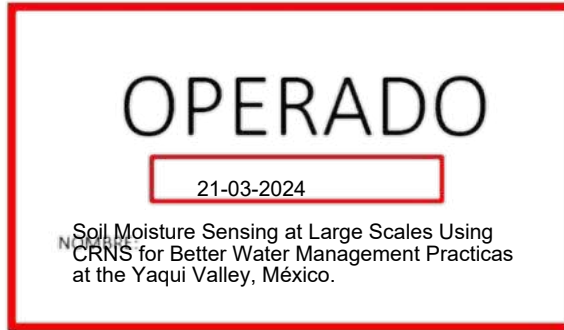 OPERADO
21-03-2024
NOMBRE:
Soil Moisture Sensing at Large Scales Using
CRNS for Better Water Management Practicas
at the Yaqui Valley, México.